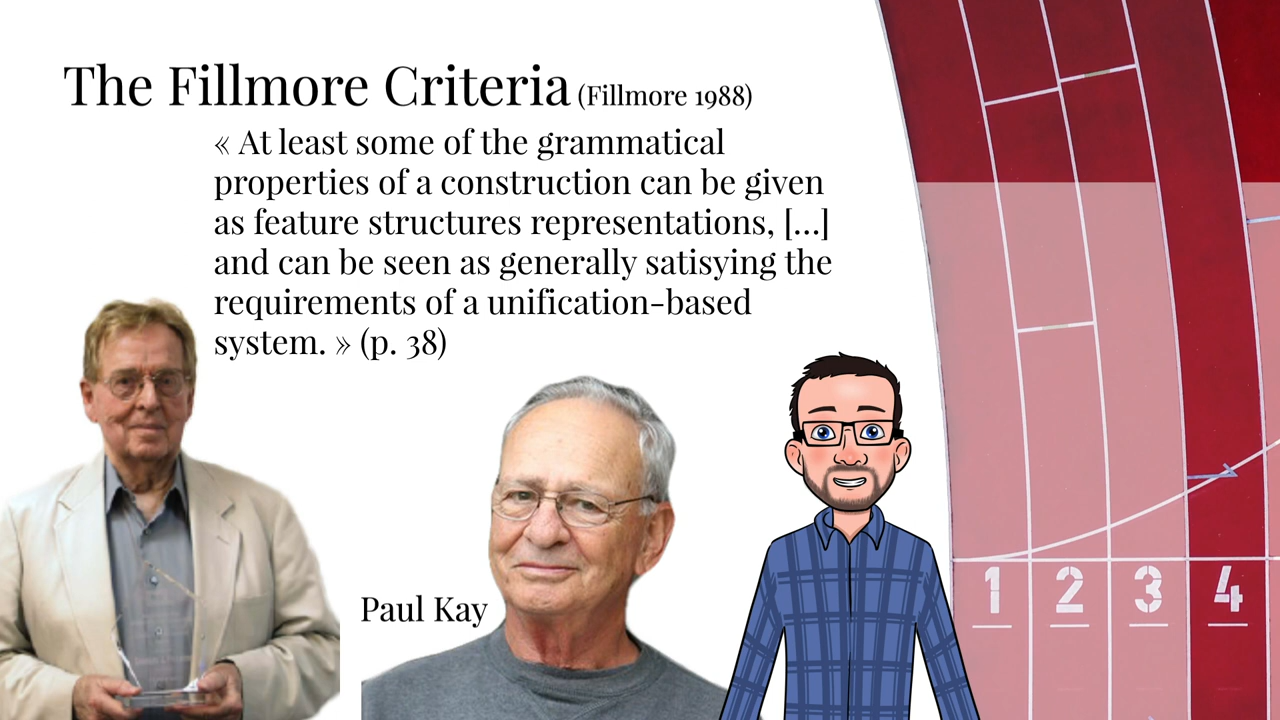 The Fillmore Criteria (Fillmore 1988)
« At least some of the grammatical
properties of a construction can be given
as feature structures representations, [...]
and can be seen as generally satisying the
requirements of a unification-based
system. » (p. 38)
Paul Kay
1 2 3 4